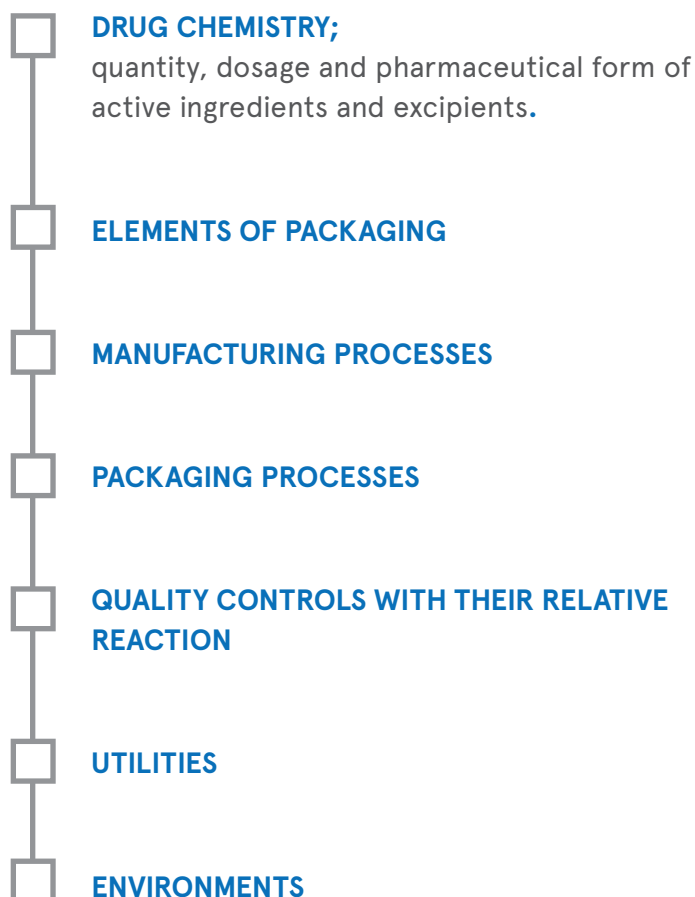 DRUG CHEMISTRY;
quantity, dosage and pharmaceutical form of
active ingredients and excipients.
ELEMENTS OF PACKAGING
MANUFACTURING PROCESSES
PACKAGING PROCESSES
QUALITY CONTROLS WITH THEIR RELATIVE
REACTION
UTILITIES
ENVIRONMENTS